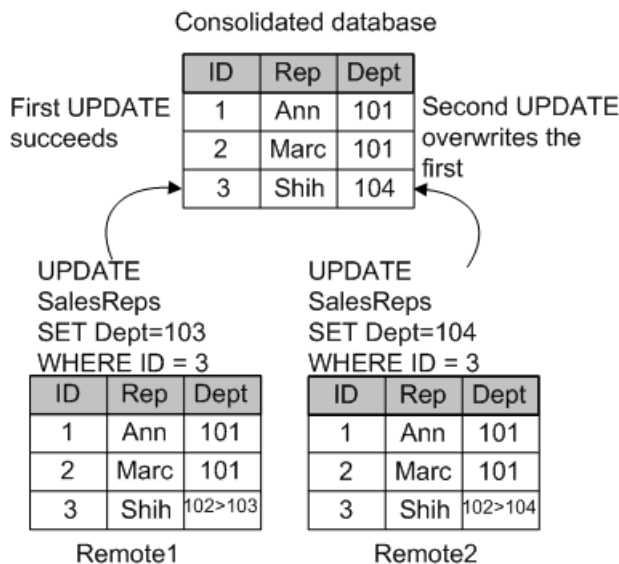 Consolidated database
ID Rep Dept
1 Ann 101
2 Marc 101
3 Shih 104
First UPDATE
succeeds
Second UPDATE
overwrites the
first
UPDATE
SalesReps
SET Dept=103
WHERE ID = 3
ID Rep Dept
1 Ann 101
2 Marc 101
3 Shih 102>103
Remote1
UPDATE
SalesReps
SET Dept=104
WHERE ID = 3
ID Rep Dept
1 Ann 101
2 Marc 101
3 Shih 102>104
Remote2